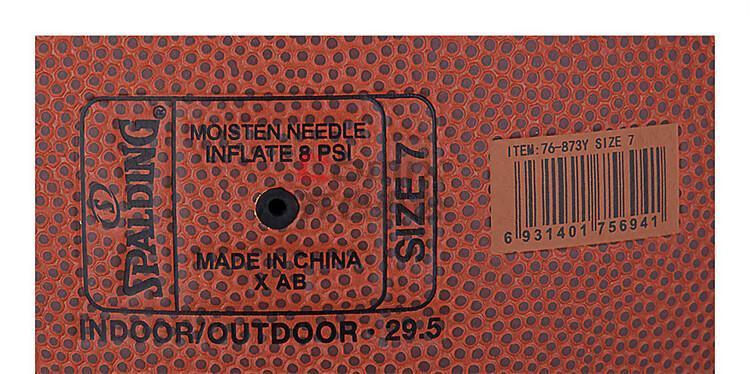 SPALDING®
MOISTEN NEEDLE
INFLATE 8 PSI
MADE IN CHINA
X AB
SIZE 7
INDOOR/OUTDOOR · 29.5
ITEM:76-873Y SIZE 7
6 931401 756941